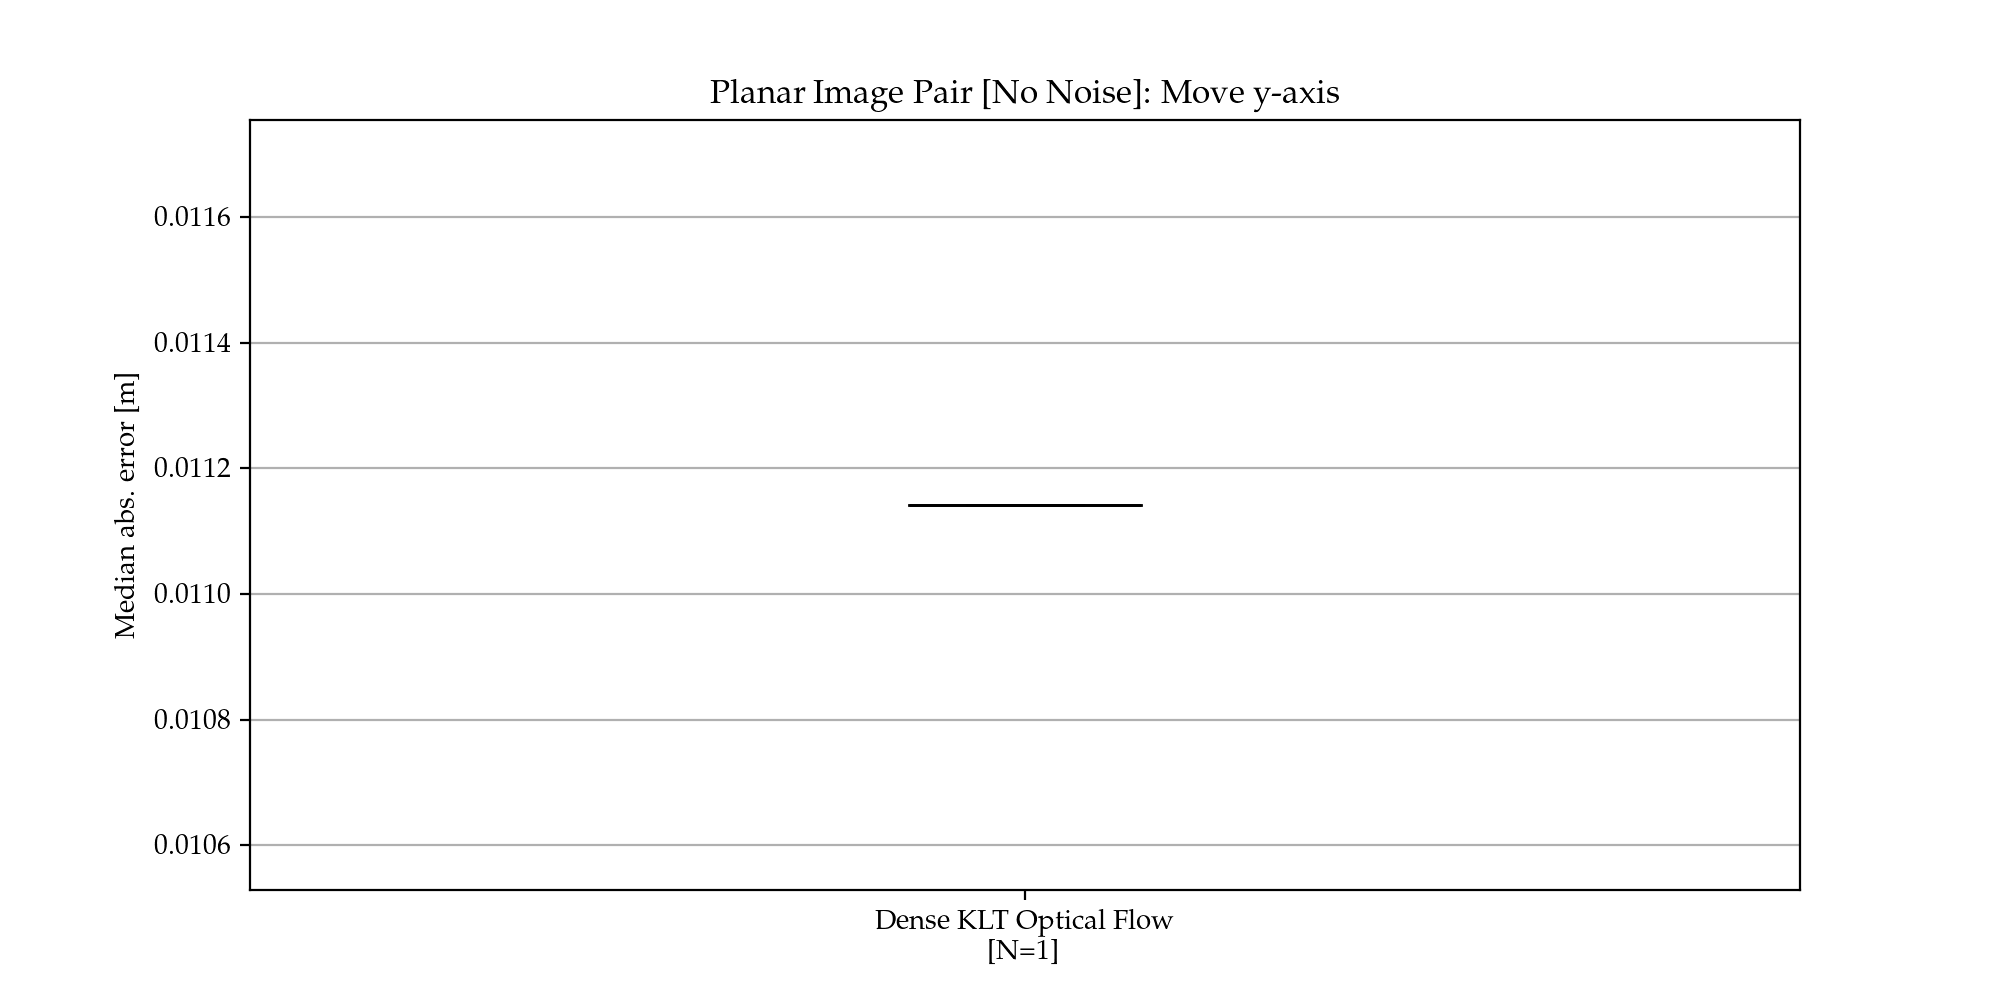 Planar Image Pair [No Noise]: Move y-axis
0.0116
0.0114
0.0112
0.0110
0.0108
0.0106
Median abs. error [m]
Dense KLT Optical Flow
[N=1]